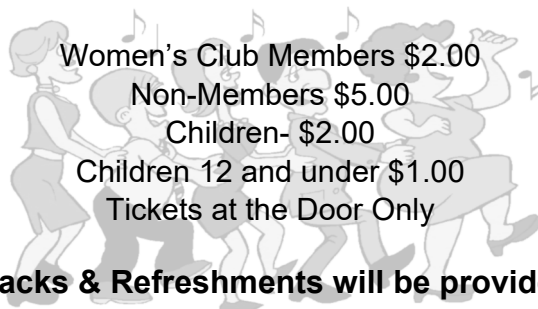 Women’s Club Members $2.00
Non-Members $5.00
Children- $2.00
Children 12 and under $1.00
Tickets at the Door Only
acks & Refreshments will be provide